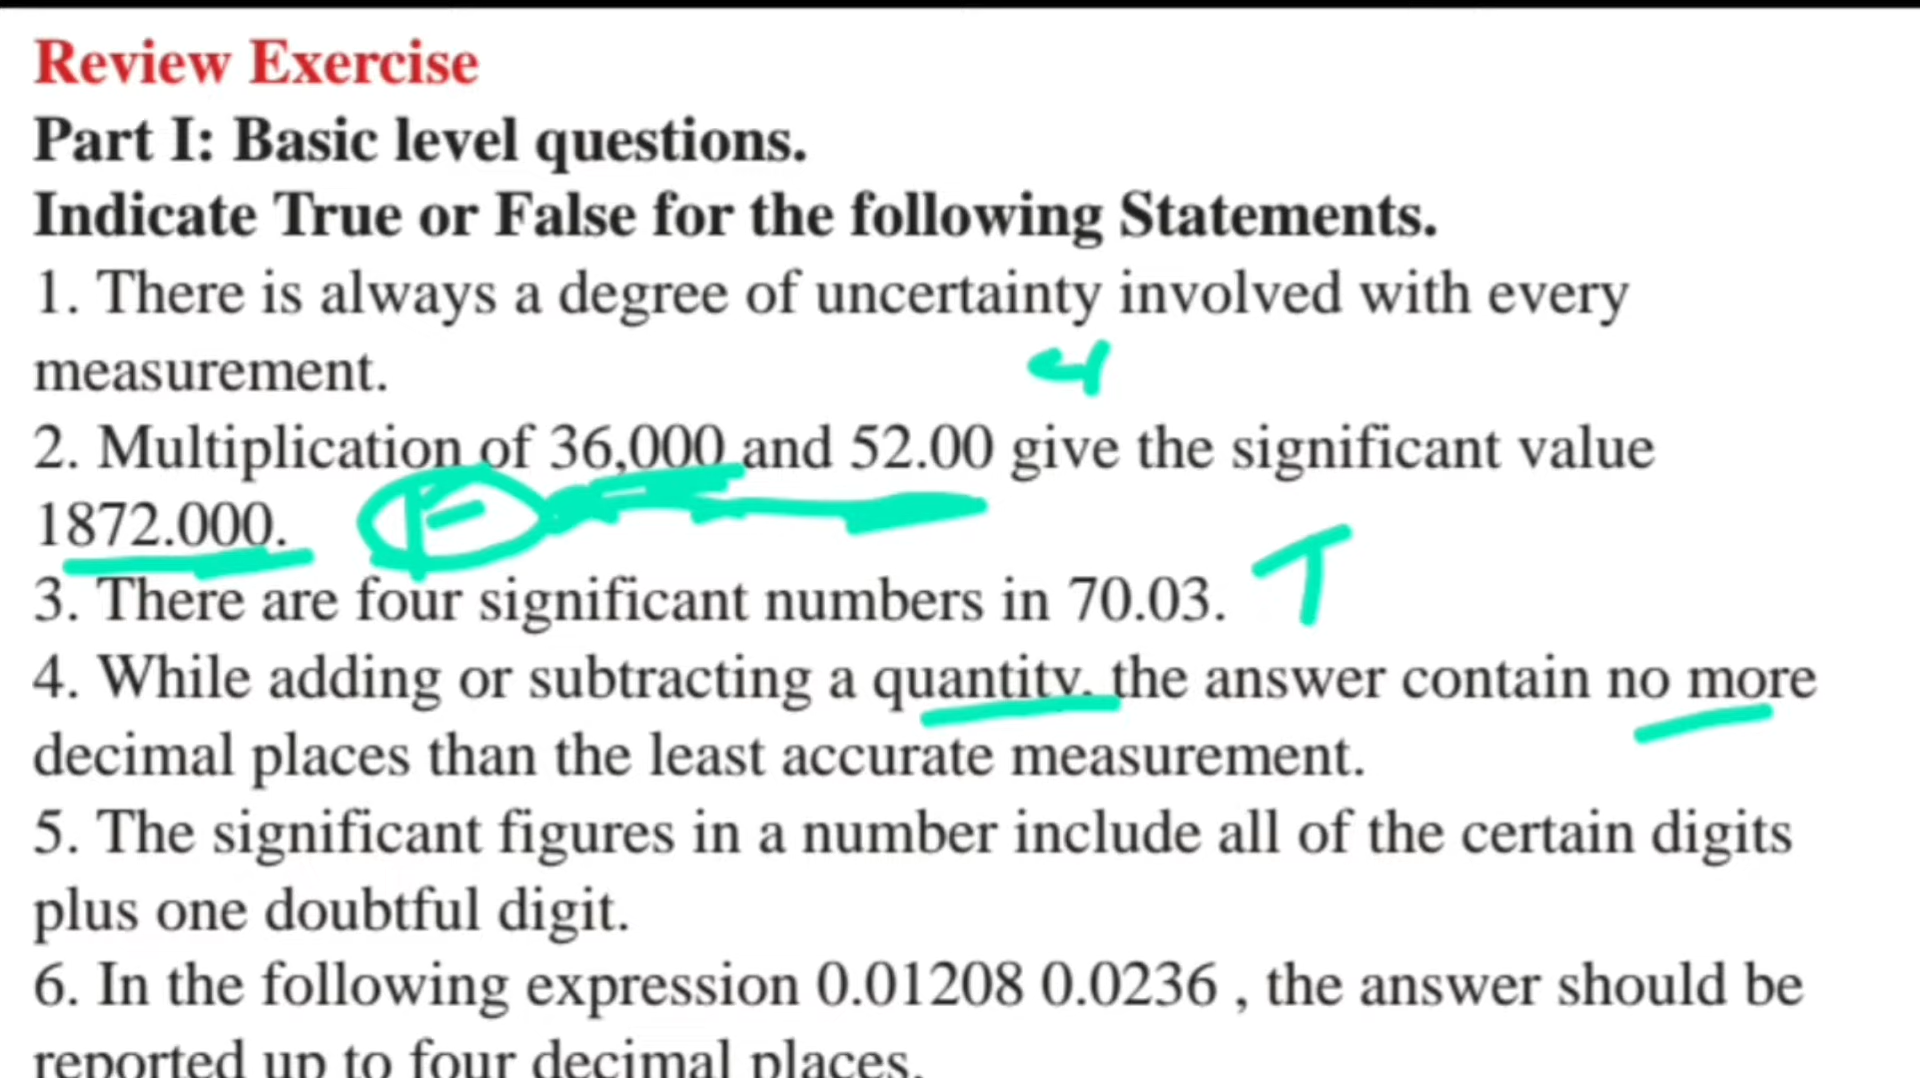 Review Exercise
Part I: Basic level questions.
Indicate True or False for the following Statements.
1. There is always a degree of uncertainty involved with every
measurement.
4
2. Multiplication of 36,000 and 52.00 give the significant value
1872.000. F
3. There are four significant numbers in 70.03. T
4. While adding or subtracting a quantity, the answer contain no more
decimal places than the least accurate measurement.
5. The significant figures in a number include all of the certain digits
plus one doubtful digit.
6. In the following expression 0.01208 0.0236 , the answer should be
reported up to four decimal places.